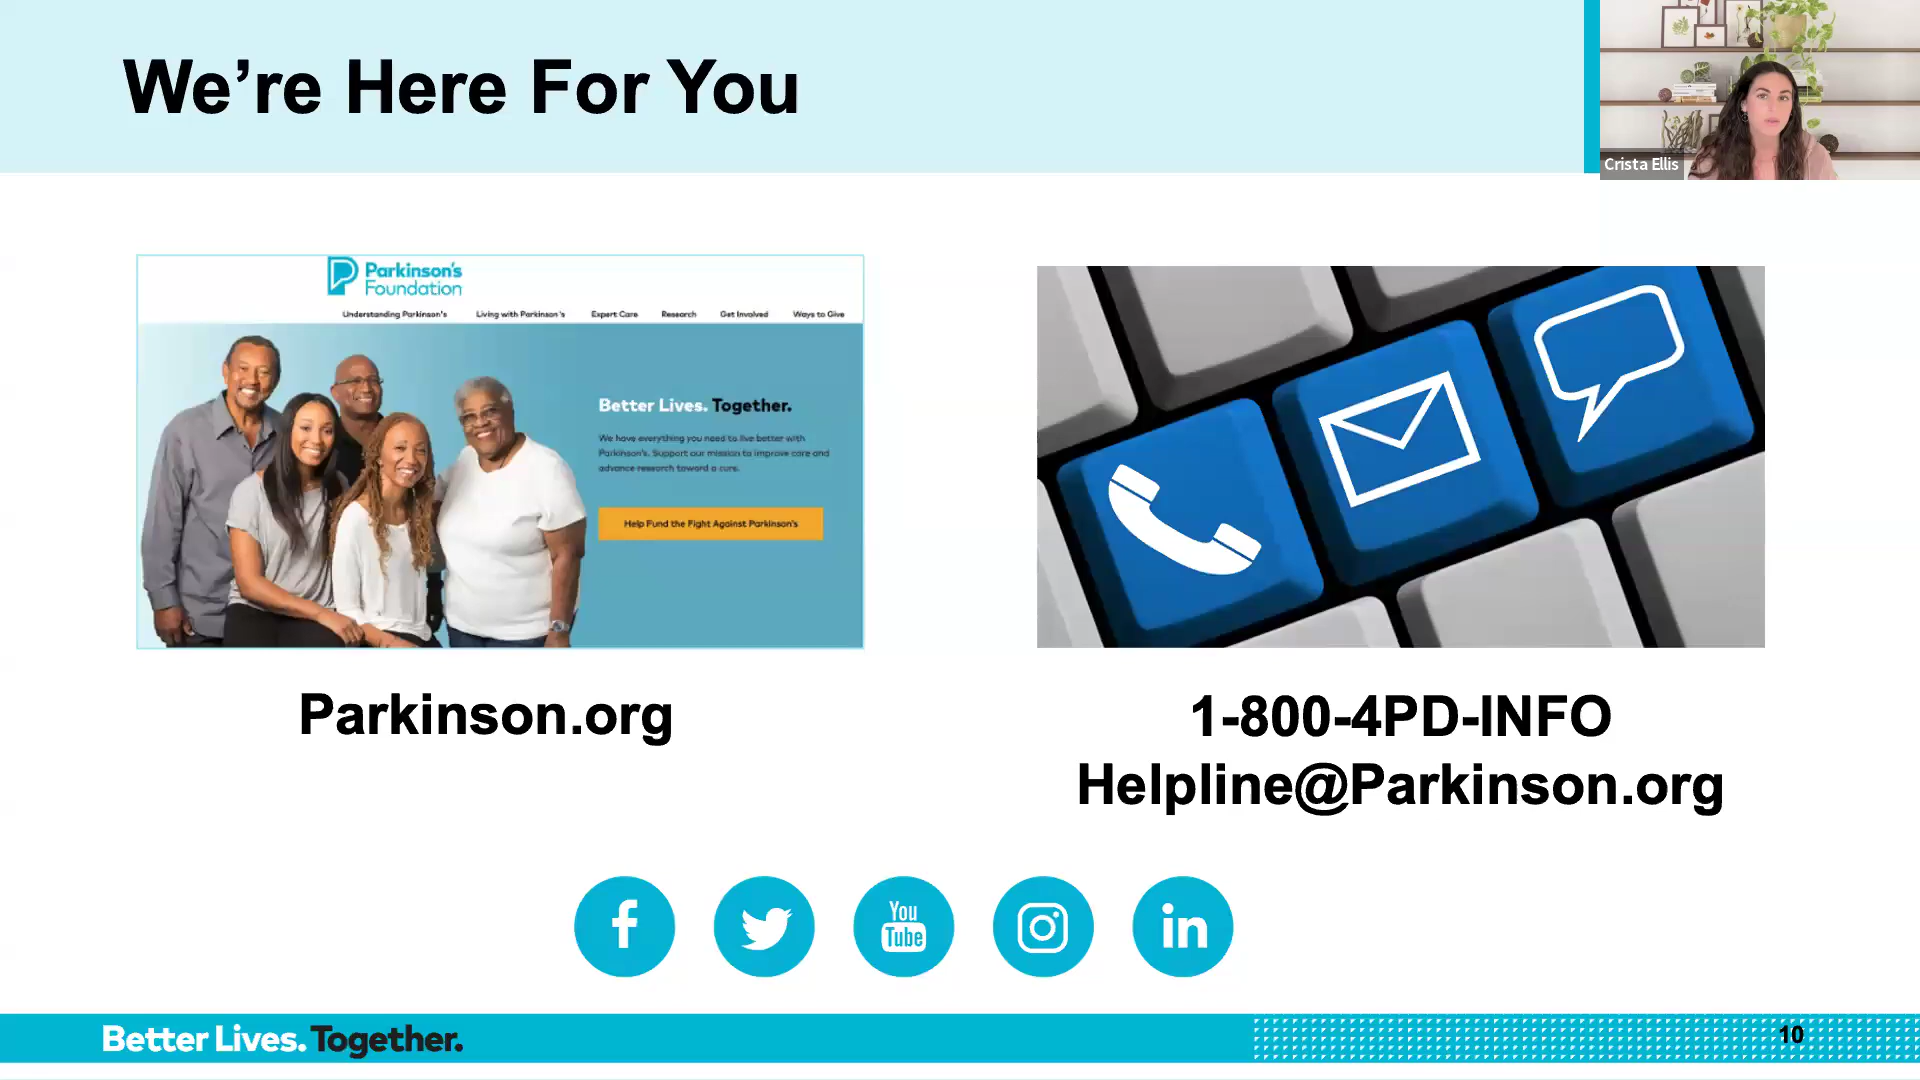 We’re Here For You
Crista Ellis
Parkinson's
Foundation
Understanding Parkinson's Living with Parkinson's Expert Care Research Get Involved Ways to Give
Better Lives. Together.
We have everything you need to live better with
Parkinson's. Support our mission to improve care and
advance research toward a cure.
Help Fund the Fight Against Parkinson's
Parkinson.org
1-800-4PD-INFO
Helpline@Parkinson.org
f
You
Tube
in
Better Lives. Together.
10